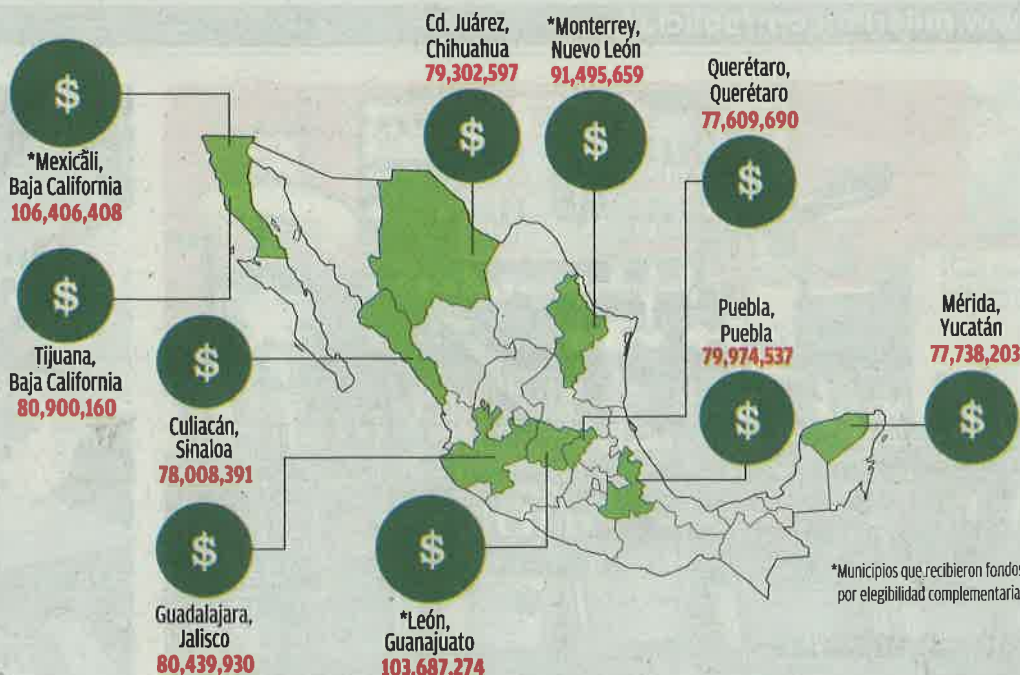 Cd. Juárez,
Chihuahua
79,302,597
*Monterrey,
Nuevo León
91,495,659
Querétaro,
Querétaro
77,609,690
$
$
$
$
*Mexicali,
Baja California
106,406,408
$
Tijuana,
Baja California
80,900,160
$
Culiacán,
Sinaloa
78,008,391
Puebla,
Puebla
79,974,537
$
Mérida,
Yucatán
77,738,203
$
$
Guadalajara,
Jalisco
80,439,930
$
*León,
Guanajuato
103,687,274
*Municipios que recibieron fondos
por elegibilidad complementaria